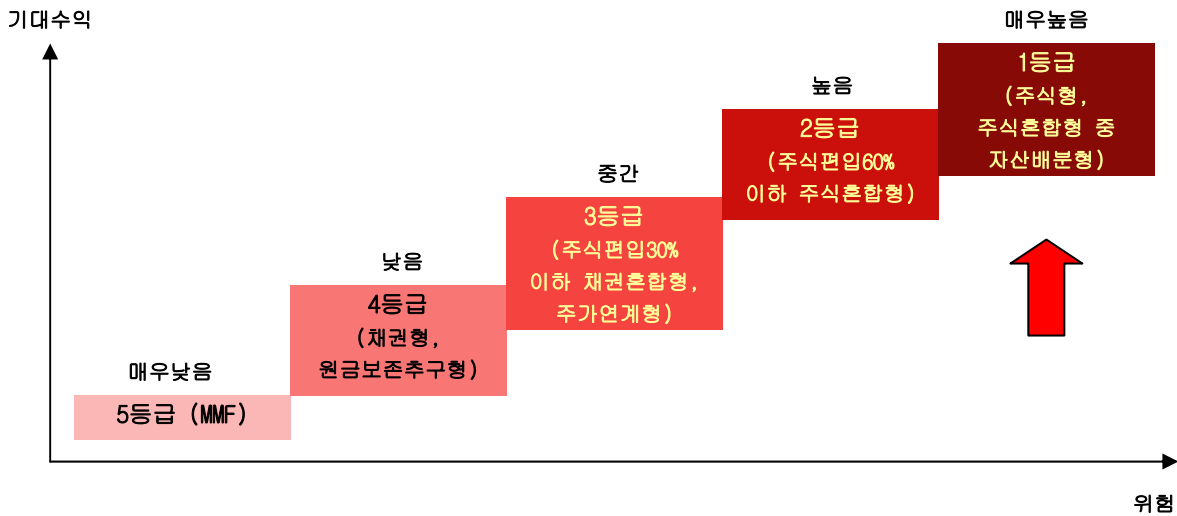 기대수익
매우높음
1등급
(주식형,
주식혼합형 중
자산배분형)
높음
2등급
(주식편입60%
이하 주식혼합형)
중간
3등급
(주식편입30%
이하 채권혼합형,
주가연계형)
낮음
4등급
(채권형,
원금보존추구형)
매우낮음
5등급 (MMF)
위험